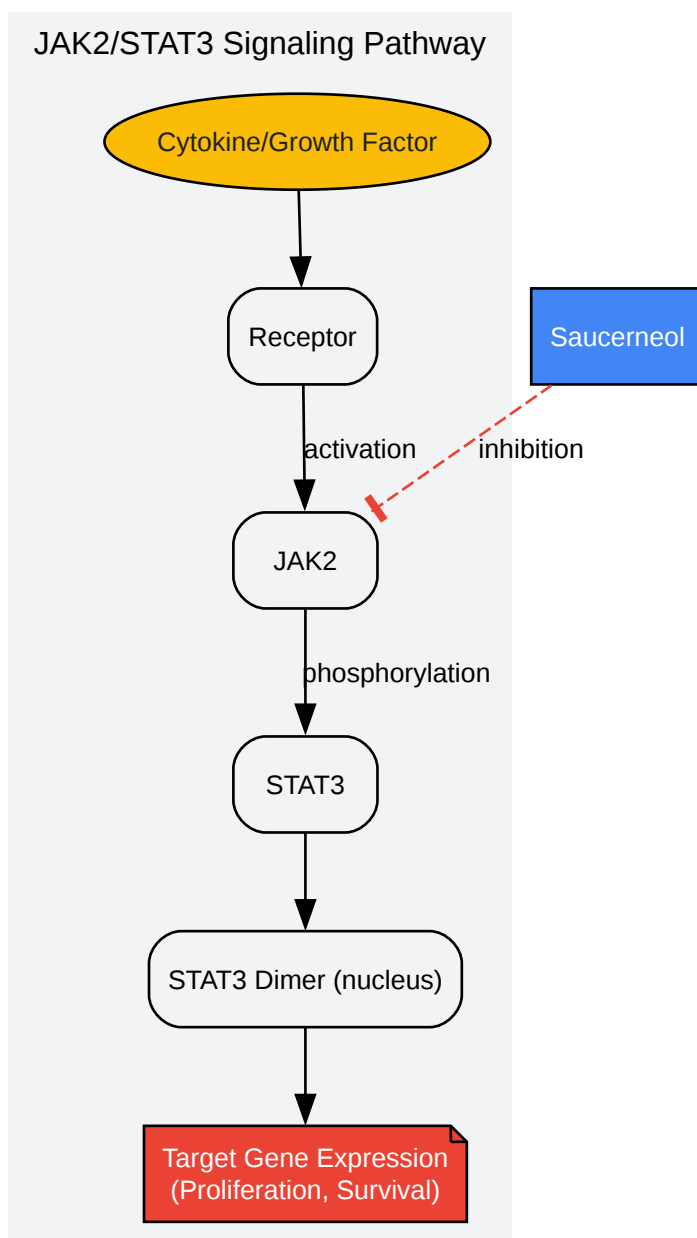 JAK2/STAT3 Signaling Pathway
Cytokine/Growth Factor
Receptor
Saucerneol
activation
inhibition
JAK2
phosphorylation
STAT3
STAT3 Dimer (nucleus)
Target Gene Expression
(Proliferation, Survival)